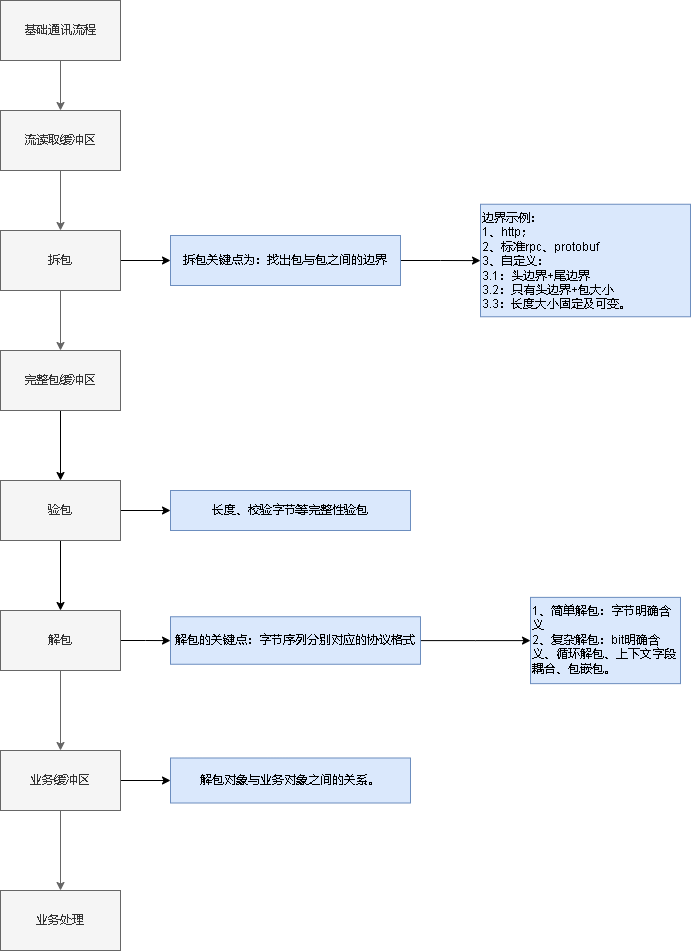 基础通讯流程
流读取缓冲区
拆包
拆包关键点为：找出包与包之间的边界
边界示例：
1、http；
2、标准rpc、protobuf
3、自定义：
3.1：头边界+尾边界
3.2：只有头边界+包大小
3.3：长度大小固定及可变。
完整包缓冲区
验包
长度、校验字节等完整性验包
解包
解包的关键点：字节序列分别对应的协议格式
1、简单解包：字节明确含
义
2、复杂解包：bit明确含
义、循环解包、上下文字段
耦合、包嵌包。
业务缓冲区
解包对象与业务对象之间的关系。
业务处理